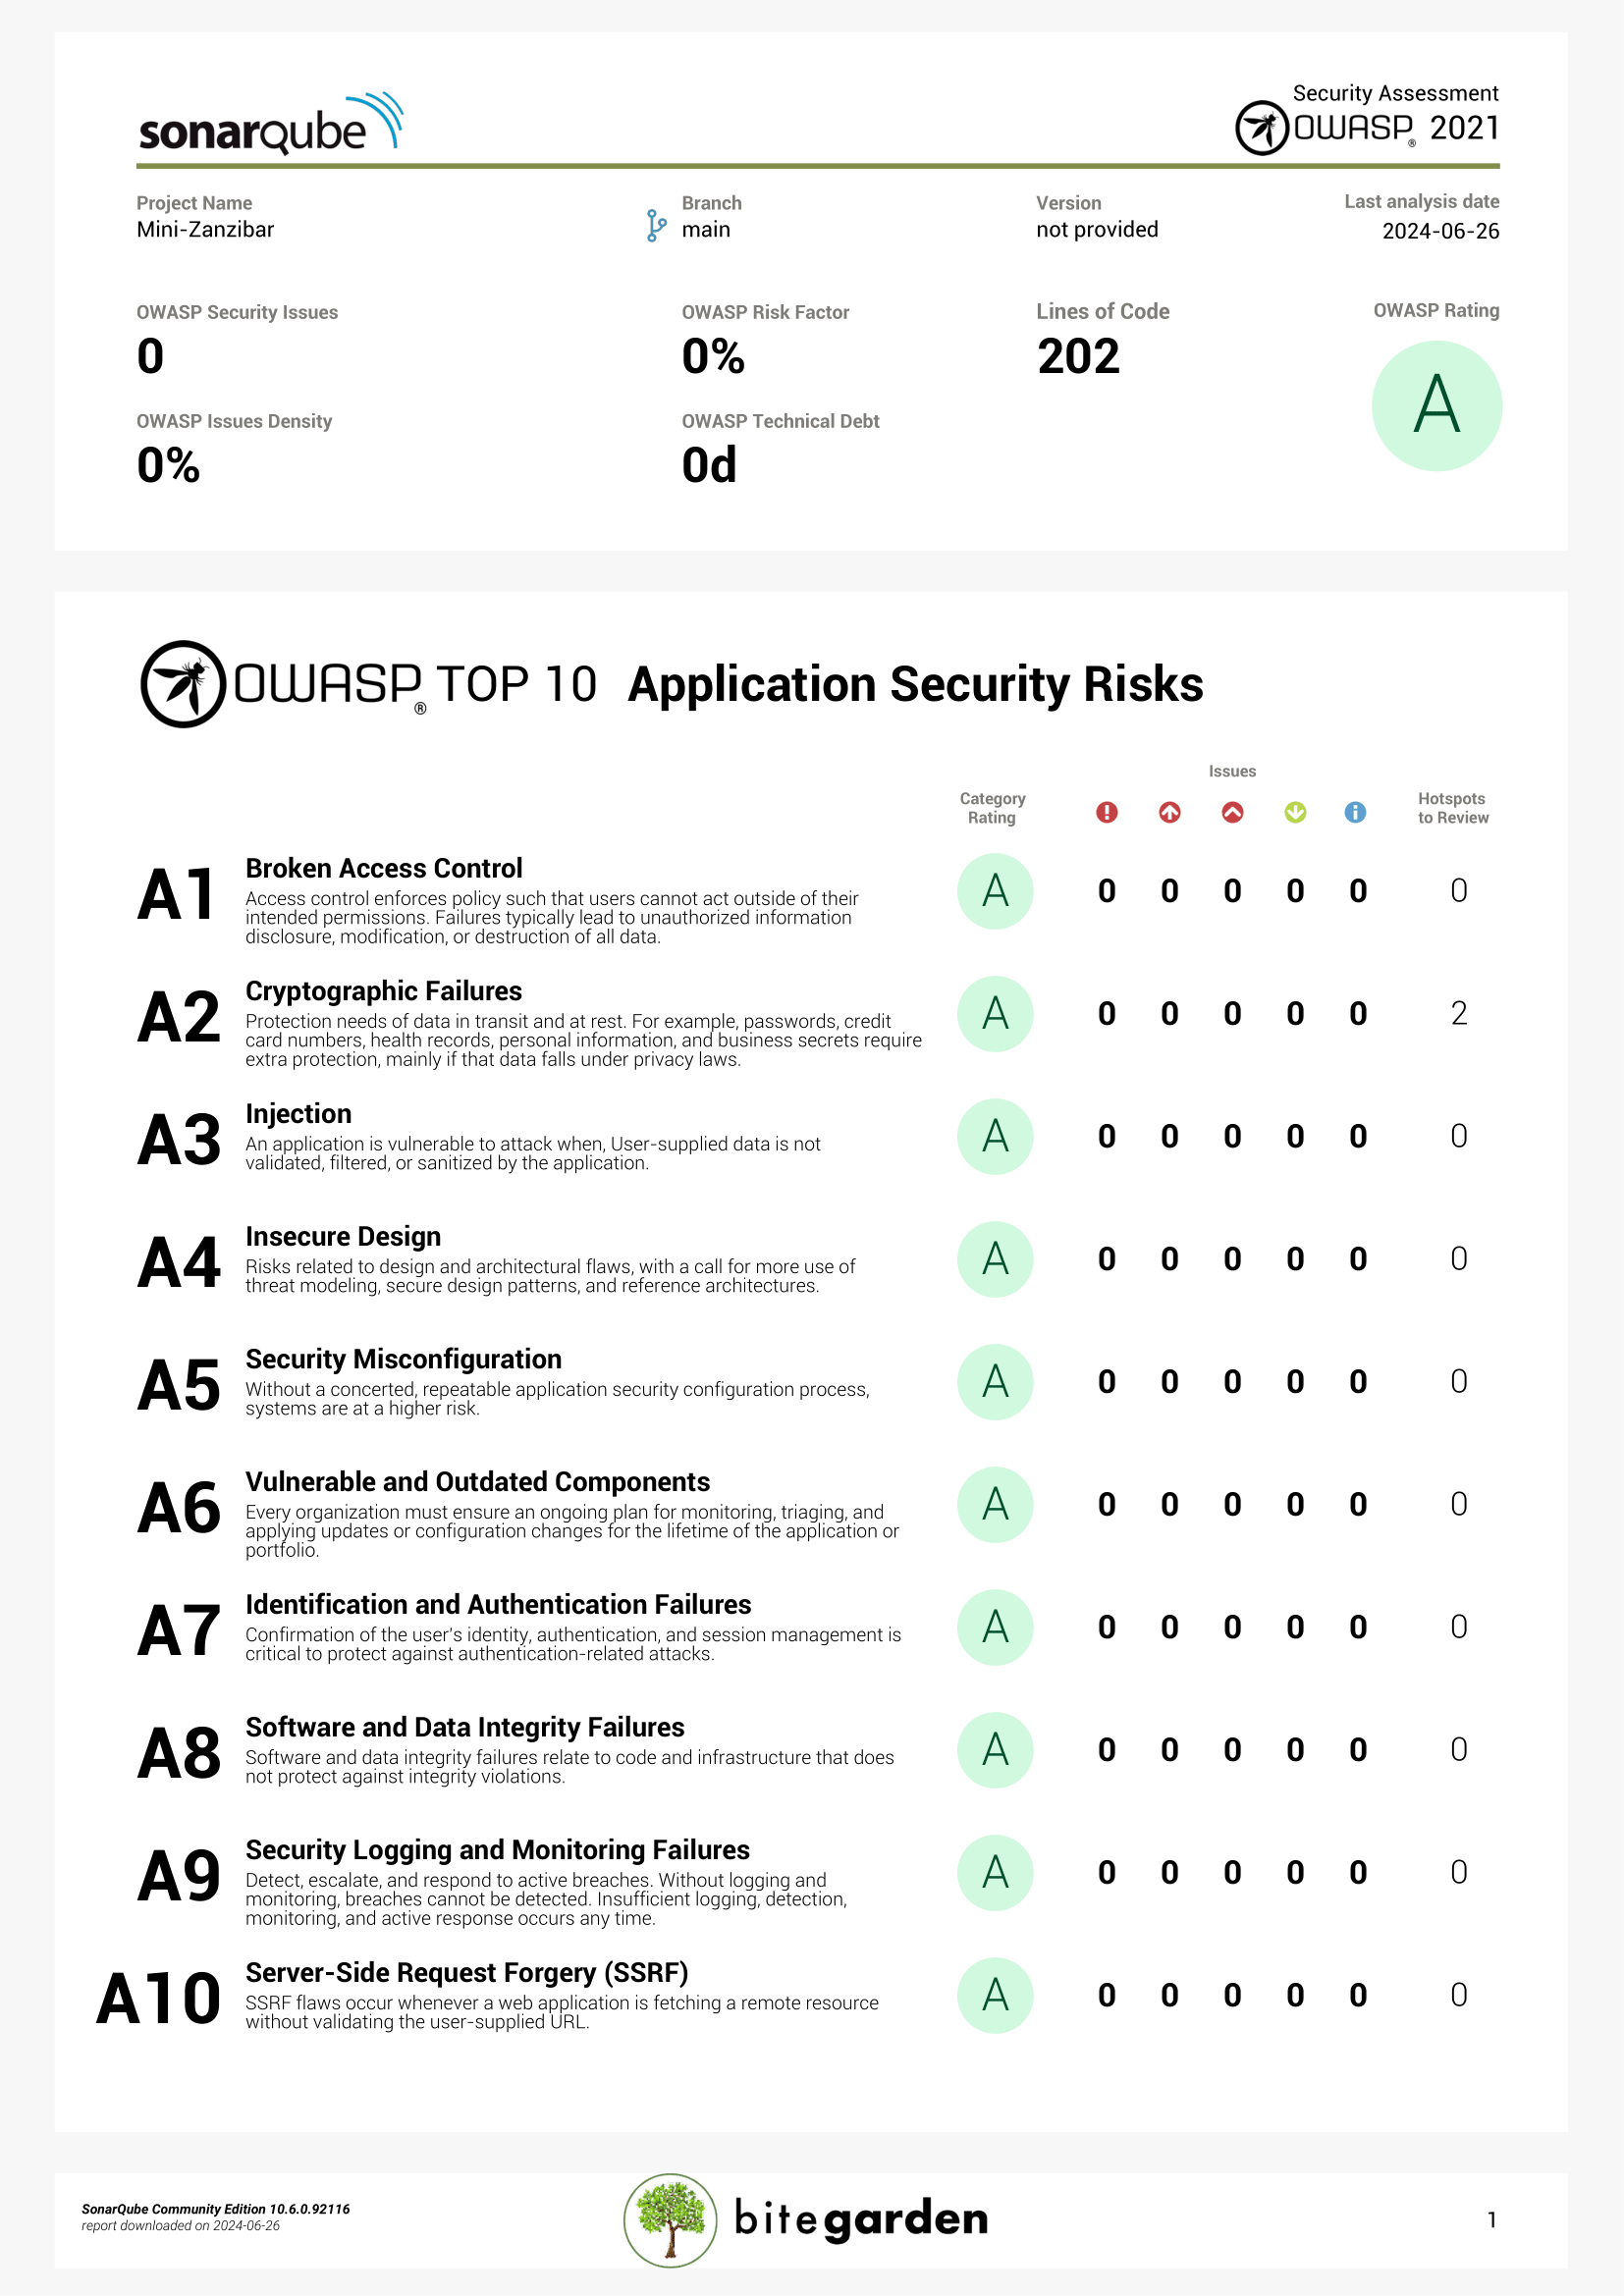 sonarqube
Security Assessment
OWASP® 2021
Project Name
Mini-Zanzibar
Branch
main
Version
not provided
Last analysis date
2024-06-26
OWASP Security Issues
0
OWASP Risk Factor
0%
Lines of Code
202
OWASP Rating
A
OWASP Issues Density
0%
OWASP Technical Debt
0d
OWASP® TOP 10 Application Security Risks
Issues
Category
Rating
Hotspots
to Review
A1
Broken Access Control
Access control enforces policy such that users cannot act outside of their
intended permissions. Failures typically lead to unauthorized information
disclosure, modification, or destruction of all data.
A 0 0 0 0 0 0
A2
Cryptographic Failures
Protection needs of data in transit and at rest. For example, passwords, credit
card numbers, health records, personal information, and business secrets require
extra protection, mainly if that data falls under privacy laws.
A 0 0 0 0 0 2
A3
Injection
An application is vulnerable to attack when, User-supplied data is not
validated, filtered, or sanitized by the application.
A 0 0 0 0 0 0
A4
Insecure Design
Risks related to design and architectural flaws, with a call for more use of
threat modeling, secure design patterns, and reference architectures.
A 0 0 0 0 0 0
A5
Security Misconfiguration
Without a concerted, repeatable application security configuration process,
systems are at a higher risk.
A 0 0 0 0 0 0
A6
Vulnerable and Outdated Components
Every organization must ensure an ongoing plan for monitoring, triaging, and
applying updates or configuration changes for the lifetime of the application or
portfolio.
A 0 0 0 0 0 0
A7
Identification and Authentication Failures
Confirmation of the user's identity, authentication, and session management is
critical to protect against authentication-related attacks.
A 0 0 0 0 0 0
A8
Software and Data Integrity Failures
Software and data integrity failures relate to code and infrastructure that does
not protect against integrity violations.
A 0 0 0 0 0 0
A9
Security Logging and Monitoring Failures
Detect, escalate, and respond to active breaches. Without logging and
monitoring, breaches cannot be detected. Insufficient logging, detection,
monitoring, and active response occurs any time.
A 0 0 0 0 0 0
A10
Server-Side Request Forgery (SSRF)
SSRF flaws occur whenever a web application is fetching a remote resource
without validating the user-supplied URL.
A 0 0 0 0 0 0
SonarQube Community Edition 10.6.0.92116
report downloaded on 2024-06-26
bitegarden
1